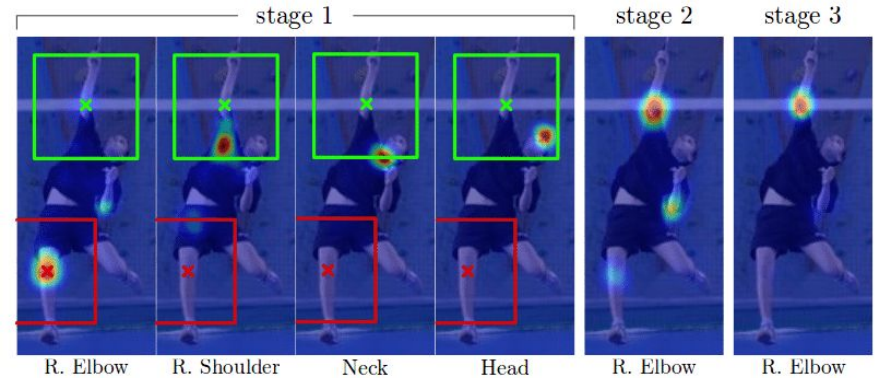 stage 1 stage 2 stage 3
R. Elbow R. Shoulder Neck Head R. Elbow R. Elbow